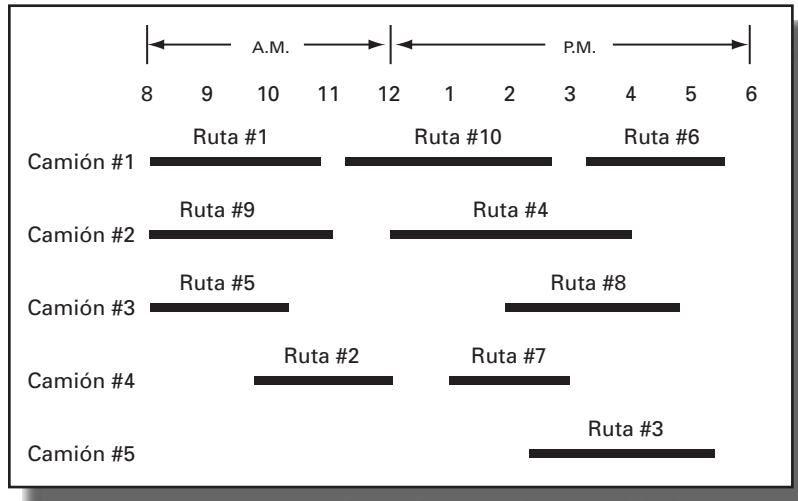 A.M. P.M.
8 9 10 11 12 1 2 3 4 5 6
Ruta #1 Ruta #10 Ruta #6
Camión #1
Ruta #9 Ruta #4
Camión #2
Ruta #5 Ruta #8
Camión #3
Ruta #2 Ruta #7
Camión #4
Ruta #3
Camión #5